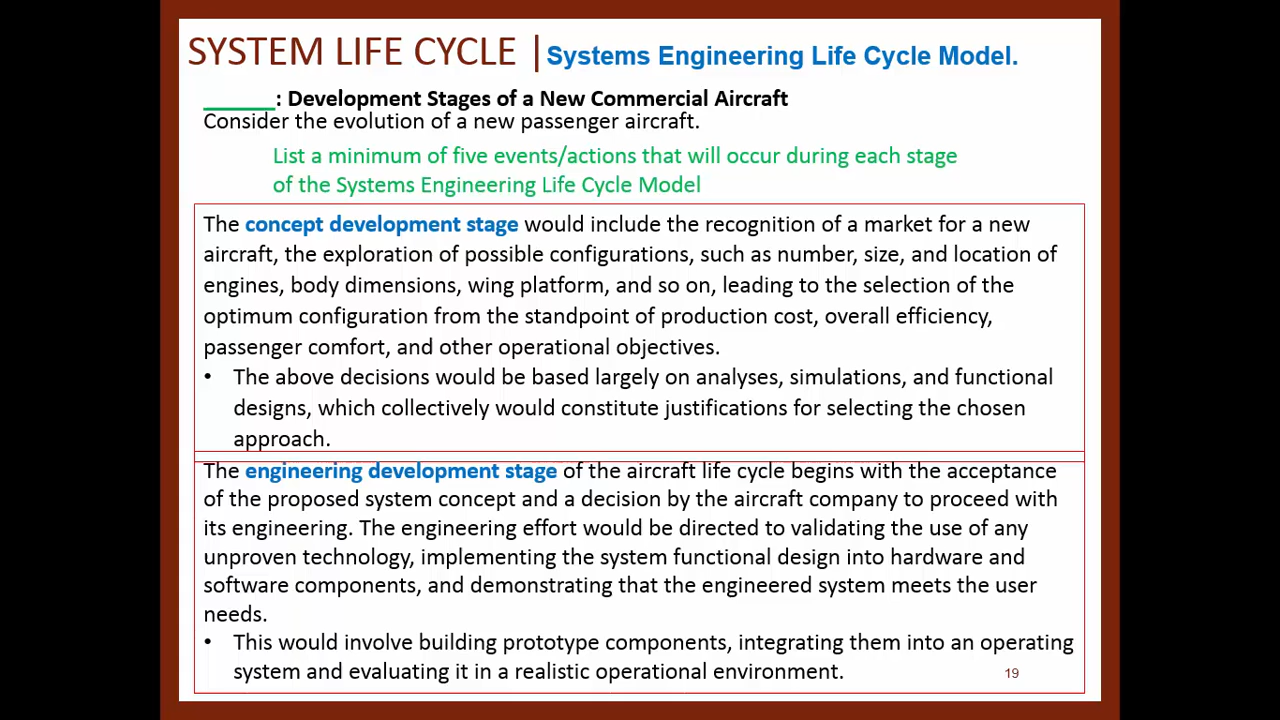 SYSTEM LIFE CYCLE | Systems Engineering Life Cycle Model.
______: Development Stages of a New Commercial Aircraft
Consider the evolution of a new passenger aircraft.
List a minimum of five events/actions that will occur during each stage
of the Systems Engineering Life Cycle Model
The concept development stage would include the recognition of a market for a new
aircraft, the exploration of possible configurations, such as number, size, and location of
engines, body dimensions, wing platform, and so on, leading to the selection of the
optimum configuration from the standpoint of production cost, overall efficiency,
passenger comfort, and other operational objectives.
• The above decisions would be based largely on analyses, simulations, and functional
designs, which collectively would constitute justifications for selecting the chosen
approach.
The engineering development stage of the aircraft life cycle begins with the acceptance
of the proposed system concept and a decision by the aircraft company to proceed with
its engineering. The engineering effort would be directed to validating the use of any
unproven technology, implementing the system functional design into hardware and
software components, and demonstrating that the engineered system meets the user
needs.
• This would involve building prototype components, integrating them into an operating
system and evaluating it in a realistic operational environment.
19